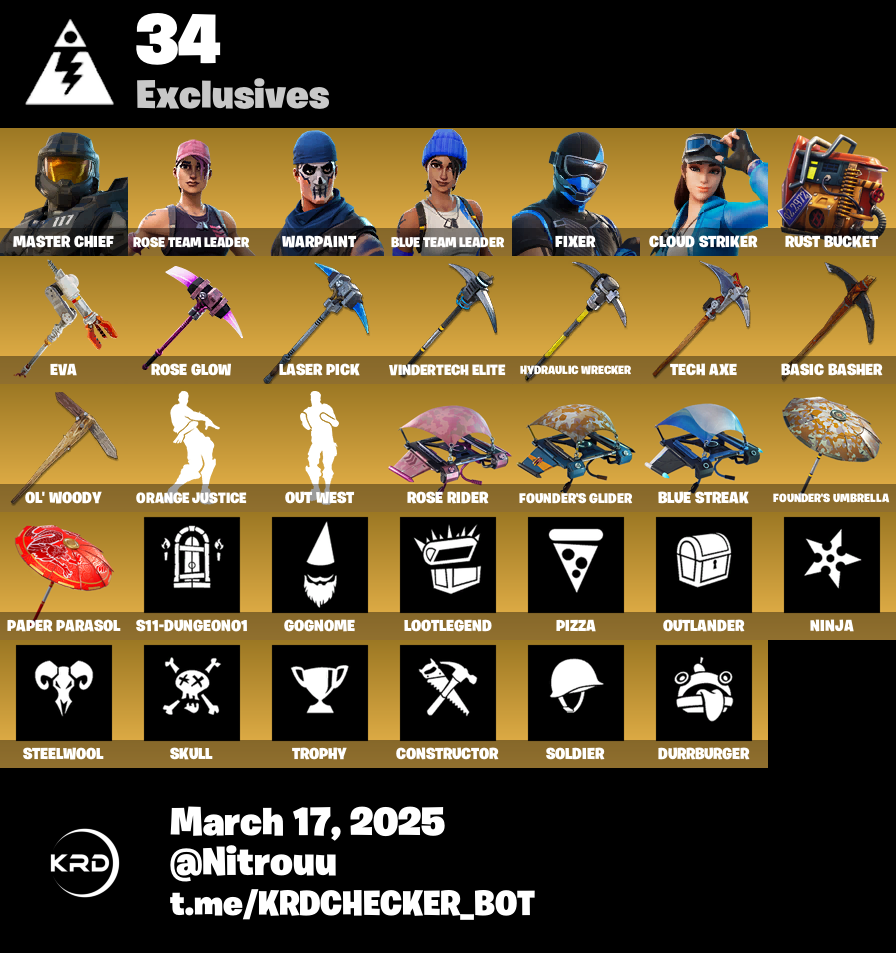 34
Exclusives
117
MASTER CHIEF
ROSE TEAM LEADER
WARPAINT
BLUE TEAM LEADER
FIXER
CLOUD STRIKER
RUST BUCKET
EVA
ROSE GLOW
LASER PICK
VINDERTECH ELITE
HYDRAULIC WRECKER
TECH AXE
BASIC BASHER
OL' WOODY
ORANGE JUSTICE
OUT WEST
ROSE RIDER
FOUNDER'S GLIDER
BLUE STREAK
FOUNDER'S UMBRELLA
PAPER PARASOL
S11-DUNGEON01
GOGNOME
LOOTLEGEND
PIZZA
OUTLANDER
NINJA
STEELWOOL
SKULL
TROPHY
CONSTRUCTOR
SOLDIER
DURRBURGER
KRD
March 17, 2025
@Nitrouu
t.me/KRDCHECKER_BOT